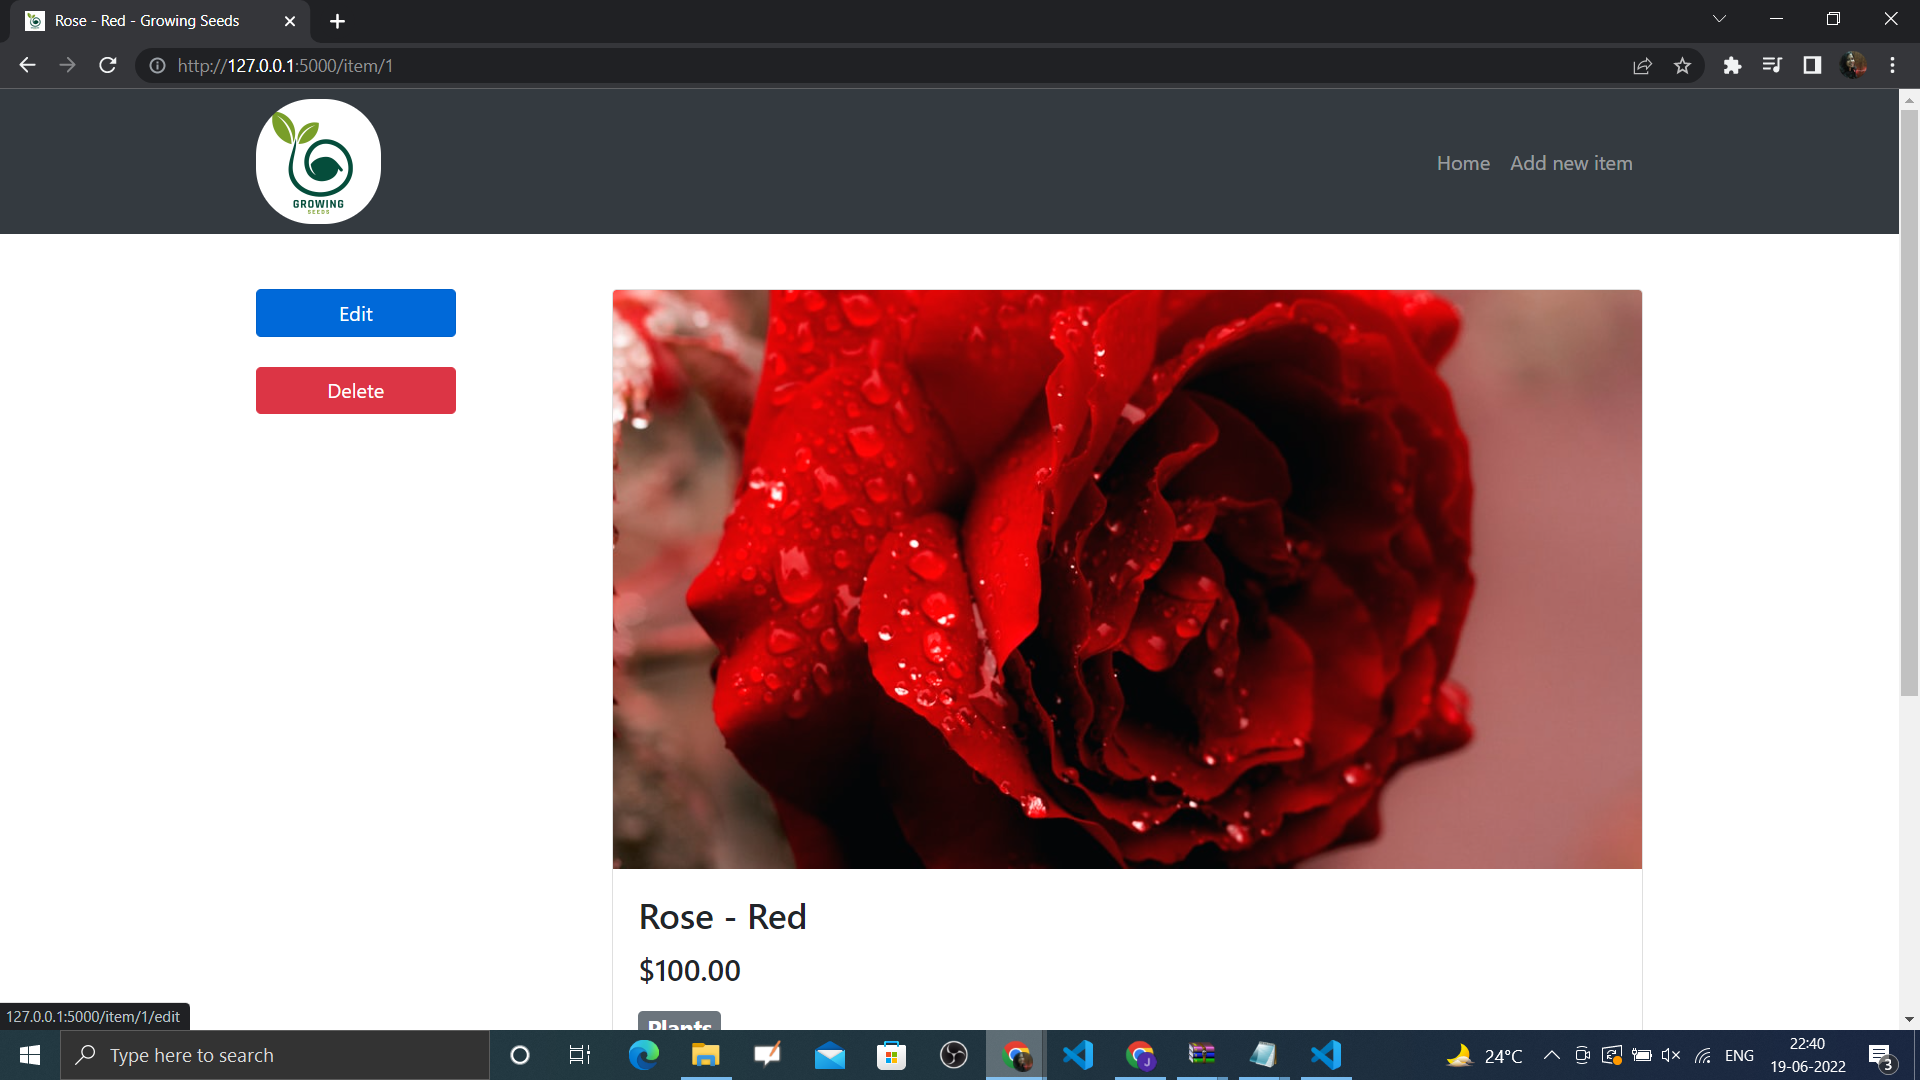 Rose - Red - Growing Seeds
http://127.0.0.1:5000/item/1
GROWING
SEEDS
Home
Add new item
Edit
Delete
Rose - Red
$100.00
Plants
127.0.0.1:5000/item/1/edit
Type here to search
J
24°C
ENG
22:40
19-06-2022
3